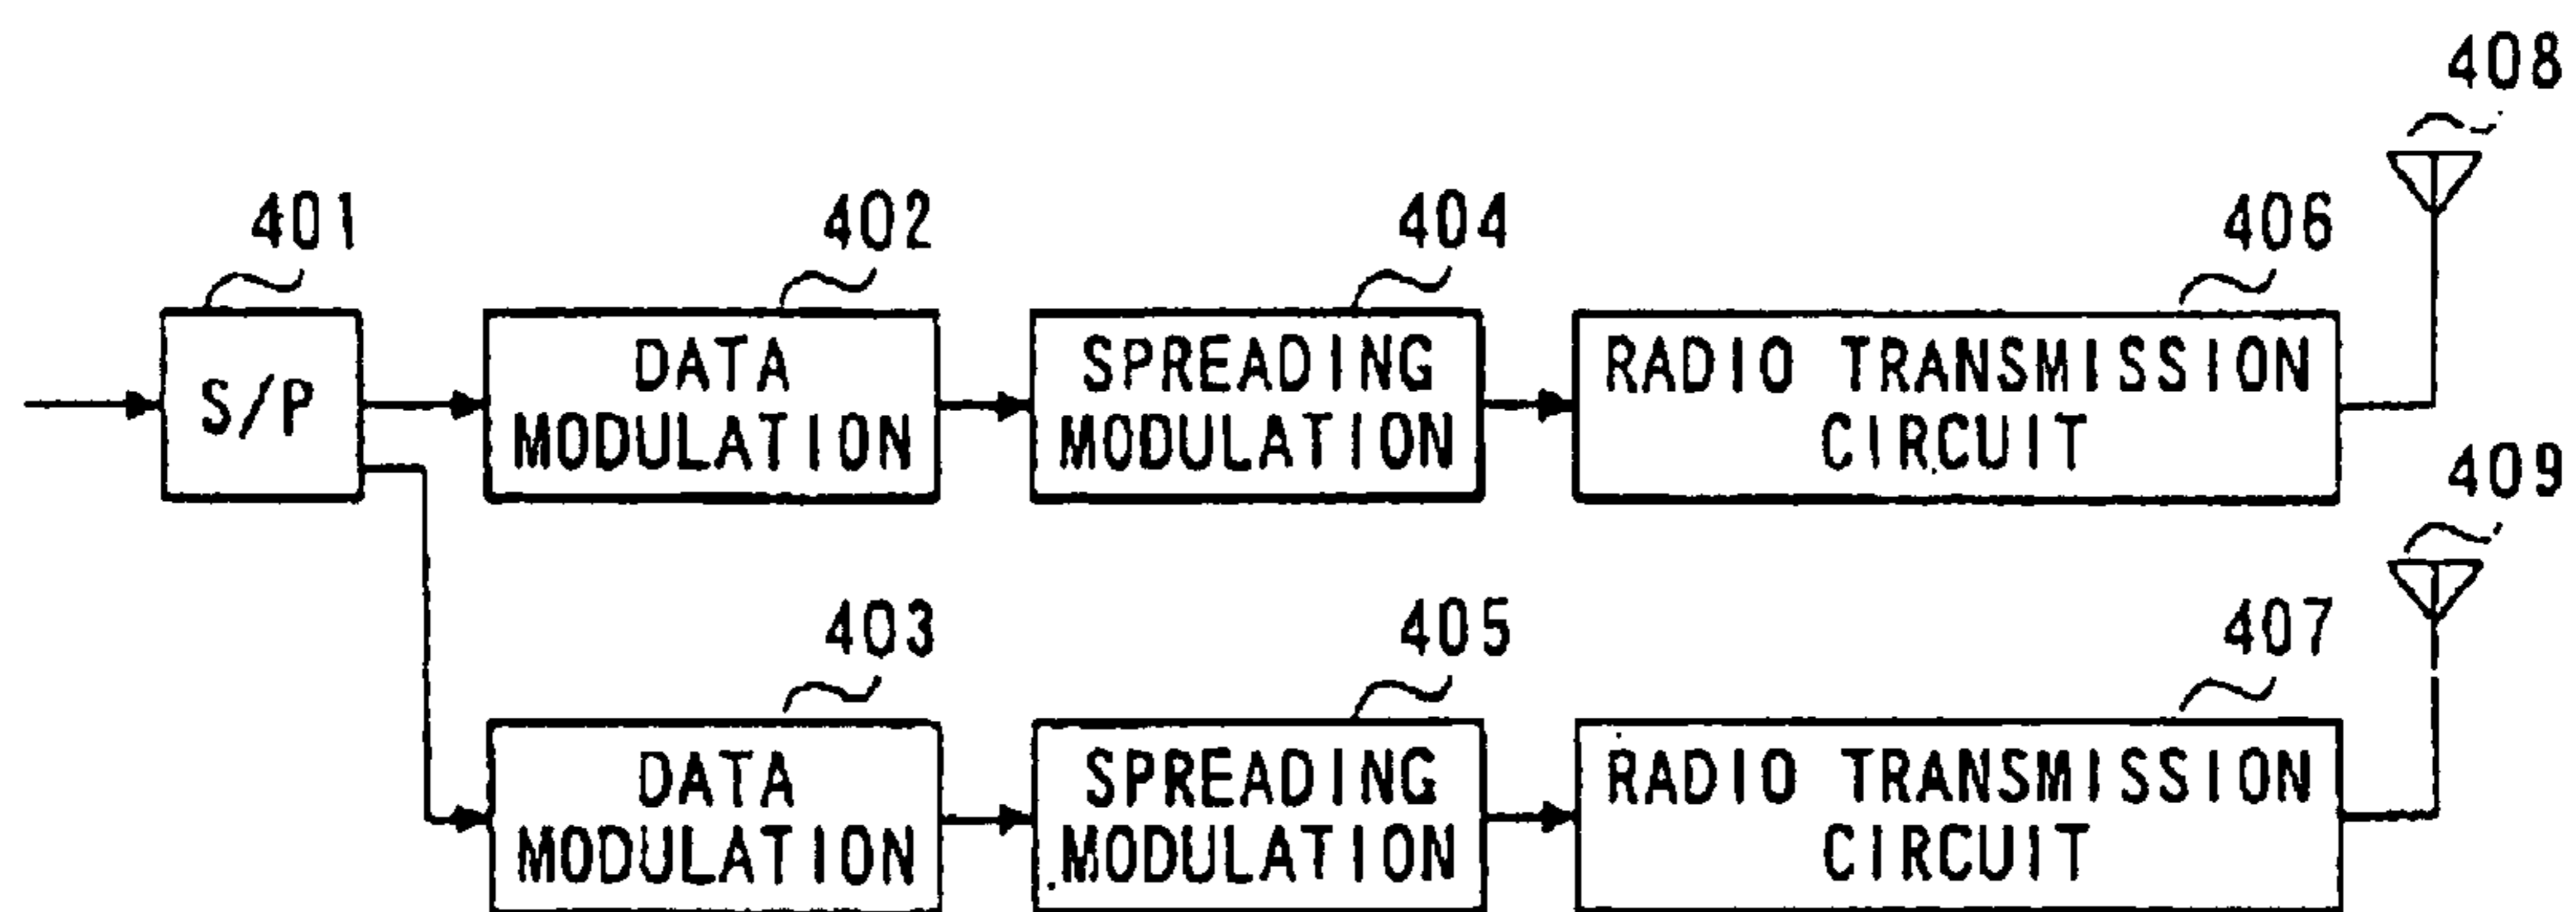 408
401
402
404
406
S/P
DATA
MODULATION
SPREADING
MODULATION
RADIO TRANSMISSION
CIRCUIT
409
403
405
407
DATA
MODULATION
SPREADING
MODULATION
RADIO TRANSMISSION
CIRCUIT